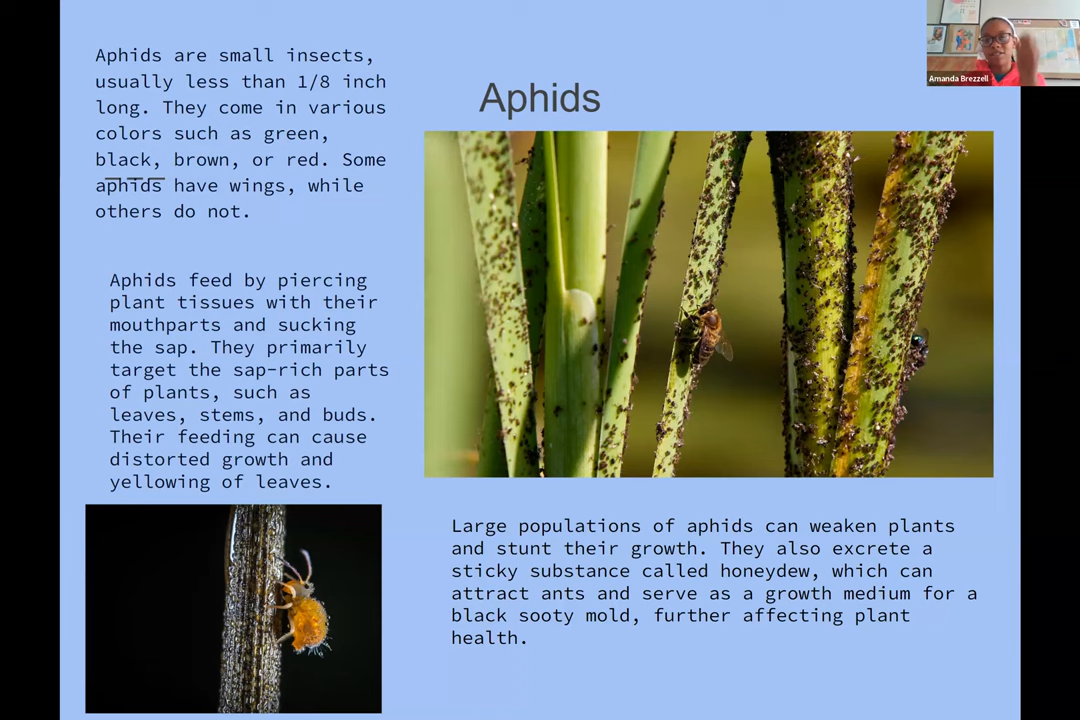 Aphids are small insects,
usually less than 1/8 inch
long. They come in various
colors such as green,
black, brown, or red. Some
aphids have wings, while
others do not.
Aphids
Amanda Brezzell
Aphids feed by piercing
plant tissues with their
mouthparts and sucking
the sap. They primarily
target the sap-rich parts
of plants, such as
leaves, stems, and buds.
Their feeding can cause
distorted growth and
yellowing of leaves.
Large populations of aphids can weaken plants
and stunt their growth. They also excrete a
sticky substance called honeydew, which can
attract ants and serve as a growth medium for a
black sooty mold, further affecting plant
health.